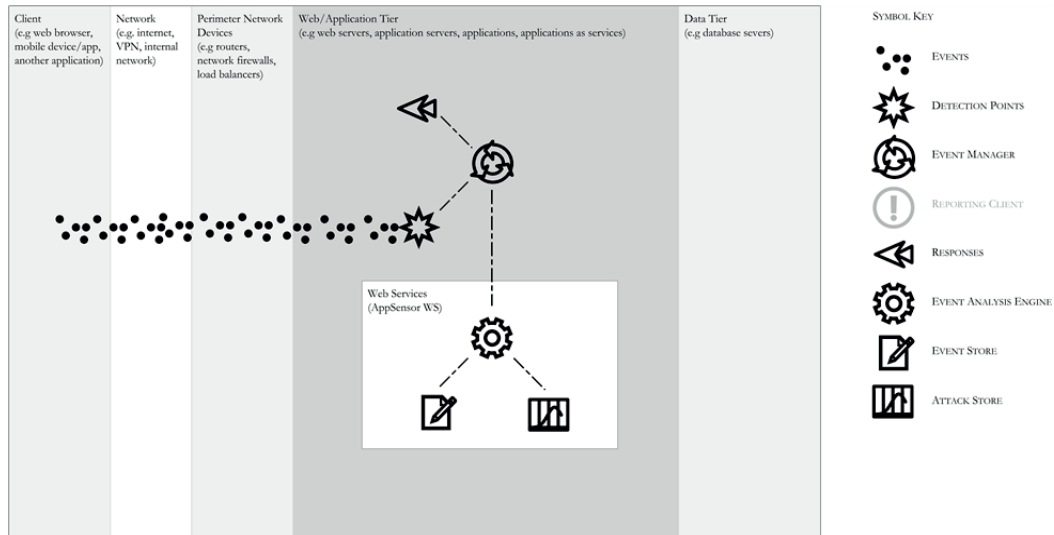 Client
(e.g web browser,
mobile device/app,
another application)
Network
(e.g. internet,
VPN, internal
network)
Perimeter Network
Devices
(e.g routers,
network firewalls,
load balancers)
Web/Application Tier
(e.g web servers, application servers, applications, applications as services)
Data Tier
(e.g database severs)
Web Services
(AppSensor WS)
SYMBOL KEY
EVENTS
DETECTION POINTS
EVENT MANAGER
REPORTING CLIENT
RESPONSES
EVENT ANALYSIS ENGINE
EVENT STORE
ATTACK STORE